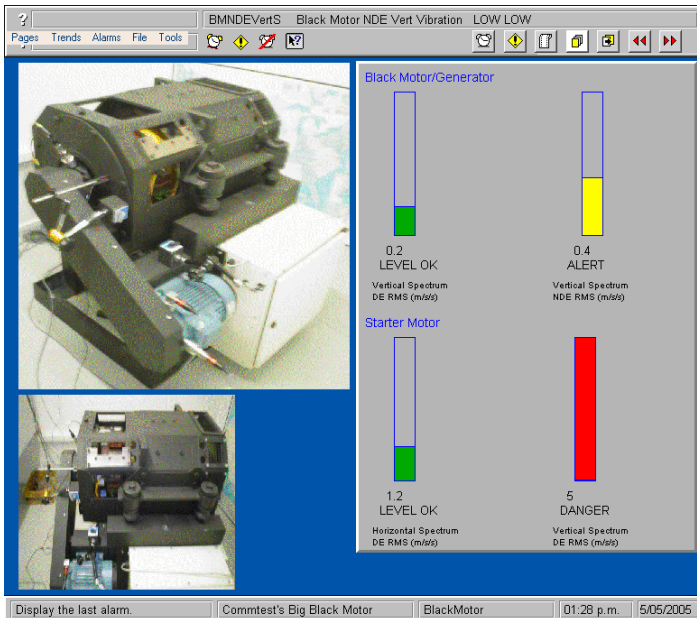 ?
BMNDEVertS Black Motor NDE Vert Vibration LOW LOW
Pages Trends Alarms File Tools
Black Motor/Generator
0.2 0.4
LEVEL OK ALERT
Vertical Spectrum Vertical Spectrum
DE RMS (m/s/s) NDE RMS (m/s/s)
Starter Motor
1.2 5
LEVEL OK DANGER
Horizontal Spectrum Vertical Spectrum
DE RMS (m/s/s) DE RMS (m/s/s)
Display the last alarm. Commtest's Big Black Motor BlackMotor 01:28 p.m. 5/05/2005